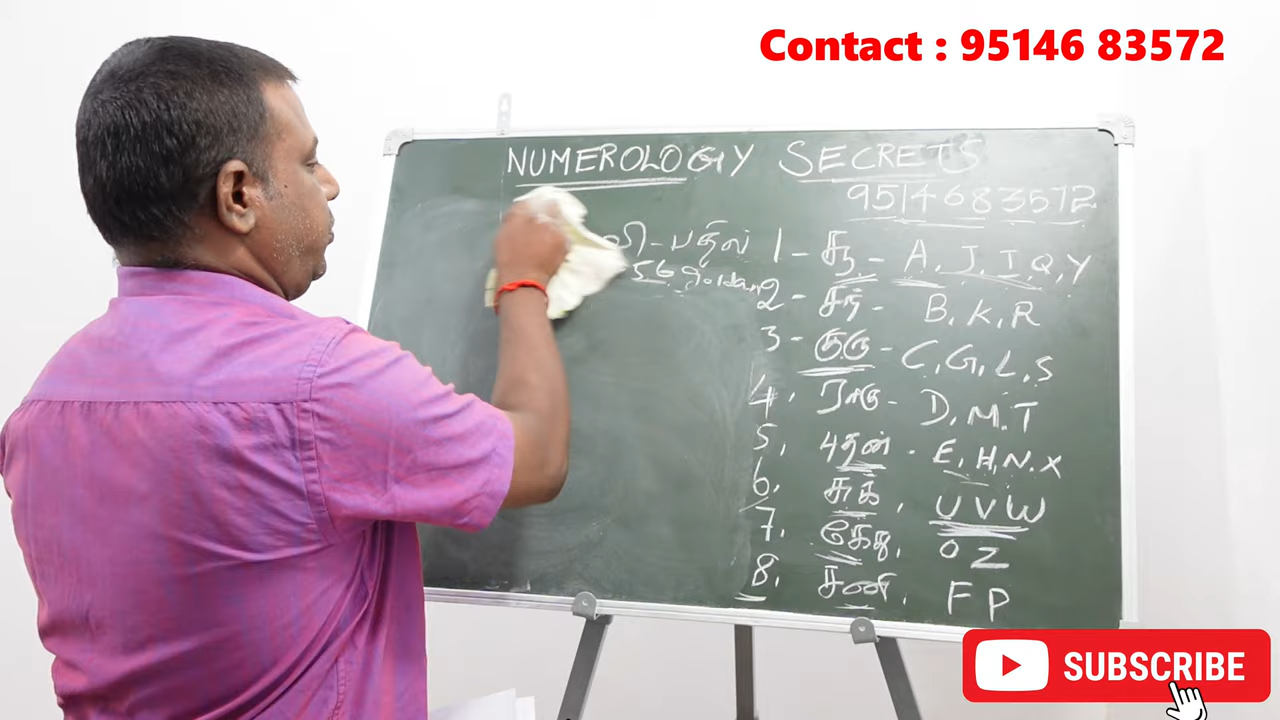 Contact : 95146 83572
NUMEROLOGY SECRETS
9514683572
வி - பதில்
56
1 - சூ - A, J, I, Q, Y
2 - சந் - B, K, R
3 - குரு - C, G, L, S
4, ராகு - D, M, T
5, புதன் - E, H, N, X
6, சுக் , U V W
7, கேது, O Z
8, சனி , F P
SUBSCRIBE